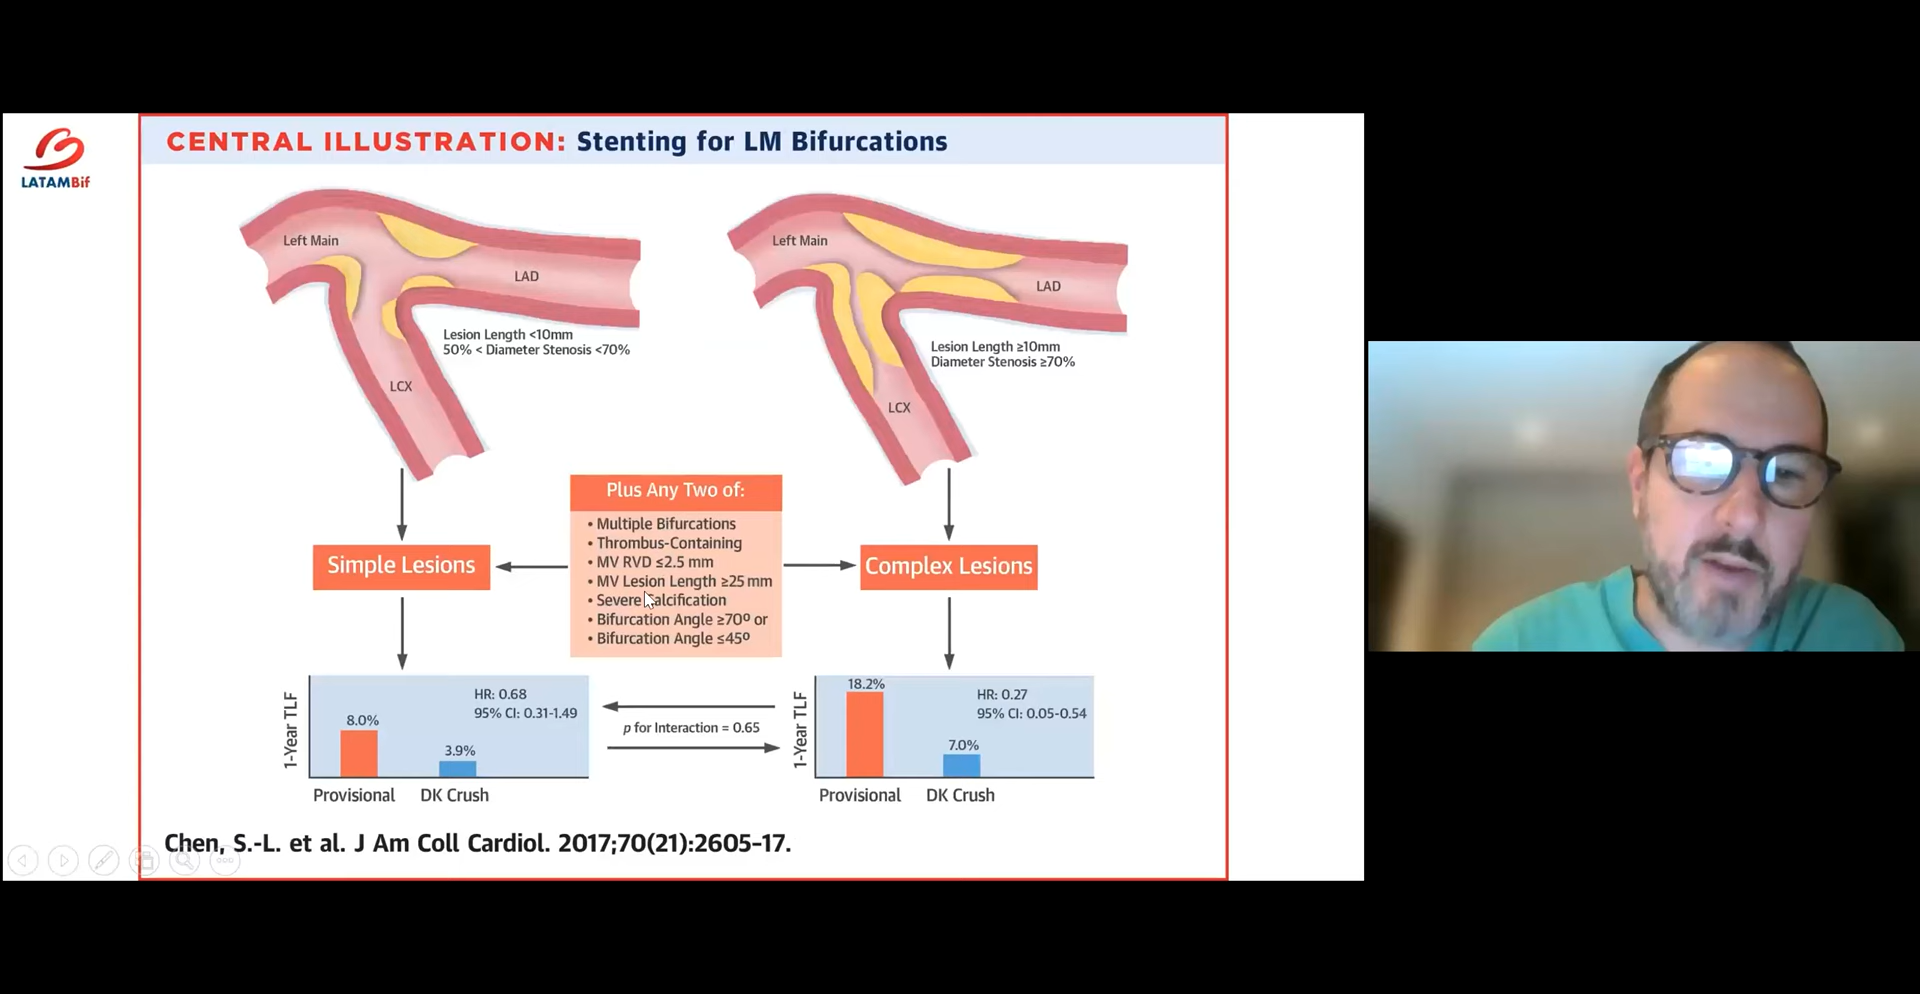 LATAMBif
CENTRAL ILLUSTRATION: Stenting for LM Bifurcations
Left Main
LAD
Lesion Length <10mm
50% < Diameter Stenosis <70%
LCX
Left Main
LAD
Lesion Length ≥10mm
Diameter Stenosis ≥70%
LCX
Plus Any Two of:
• Multiple Bifurcations
• Thrombus-Containing
• MV RVD ≤2.5 mm
• MV Lesion Length ≥25 mm
• Severe Calcification
• Bifurcation Angle ≥70º or
• Bifurcation Angle ≤45º
Simple Lesions
Complex Lesions
1-Year TLF
8.0%
3.9%
HR: 0.68
95% CI: 0.31-1.49
Provisional
DK Crush
p for Interaction = 0.65
1-Year TLF
18.2%
7.0%
HR: 0.27
95% CI: 0.05-0.54
Provisional
DK Crush
Chen, S.-L. et al. J Am Coll Cardiol. 2017;70(21):2605–17.